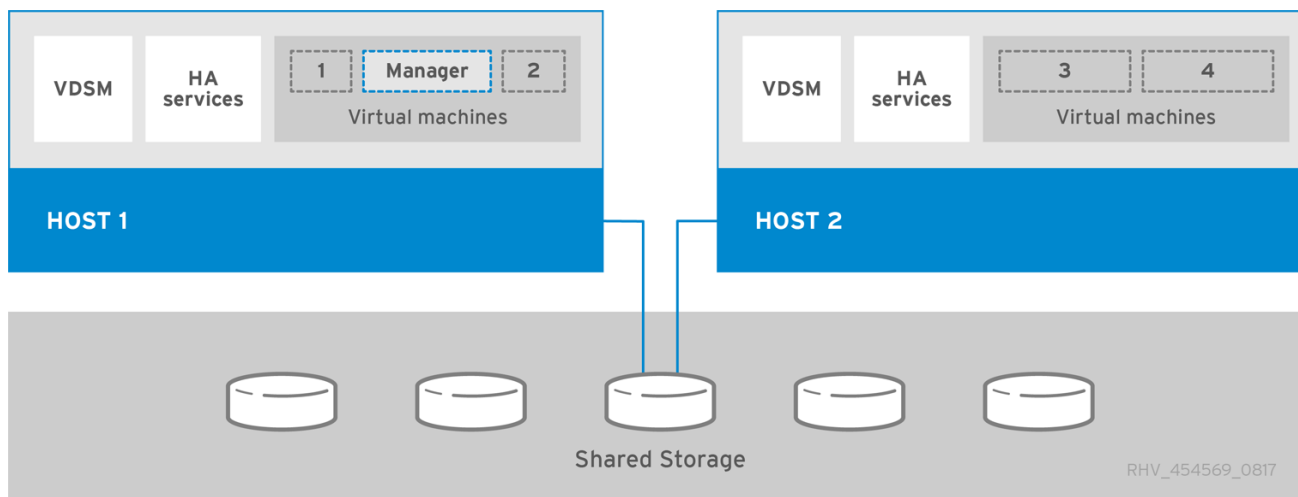 VDSM
HA
services
1
Manager
2
Virtual machines
HOST 1
VDSM
HA
services
3
4
Virtual machines
HOST 2
Shared Storage
RHV_454569_0817